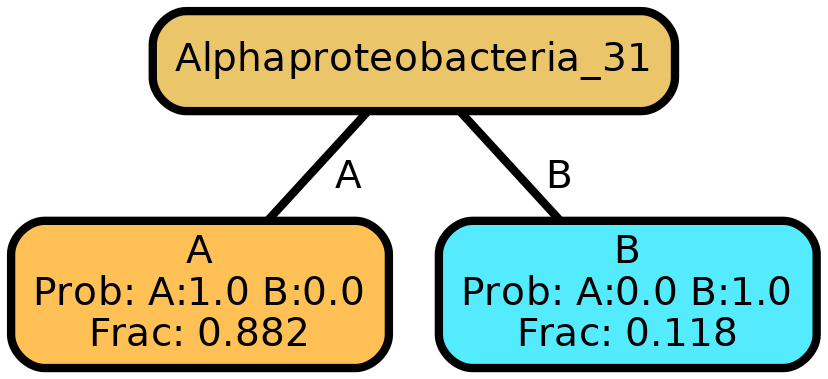 Alphaproteobacteria_31
A
B
A
Prob: A:1.0 B:0.0
Frac: 0.882
B
Prob: A:0.0 B:1.0
Frac: 0.118